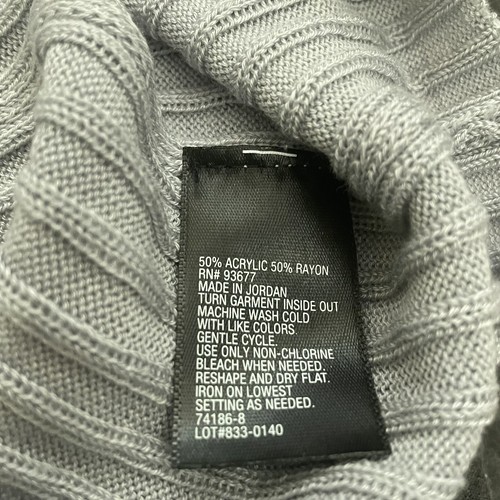 50% ACRYLIC 50% RAYON
RN# 93677
MADE IN JORDAN
TURN GARMENT INSIDE OUT
MACHINE WASH COLD
WITH LIKE COLORS
GENTLE CYCLE.
USE ONLY NON-CHLORINE
BLEACH WHEN NEEDED.
RESHAPE AND DRY FLAT.
IRON ON LOWEST
SETTING AS NEEDED.
74186-8
LOT#833-0140